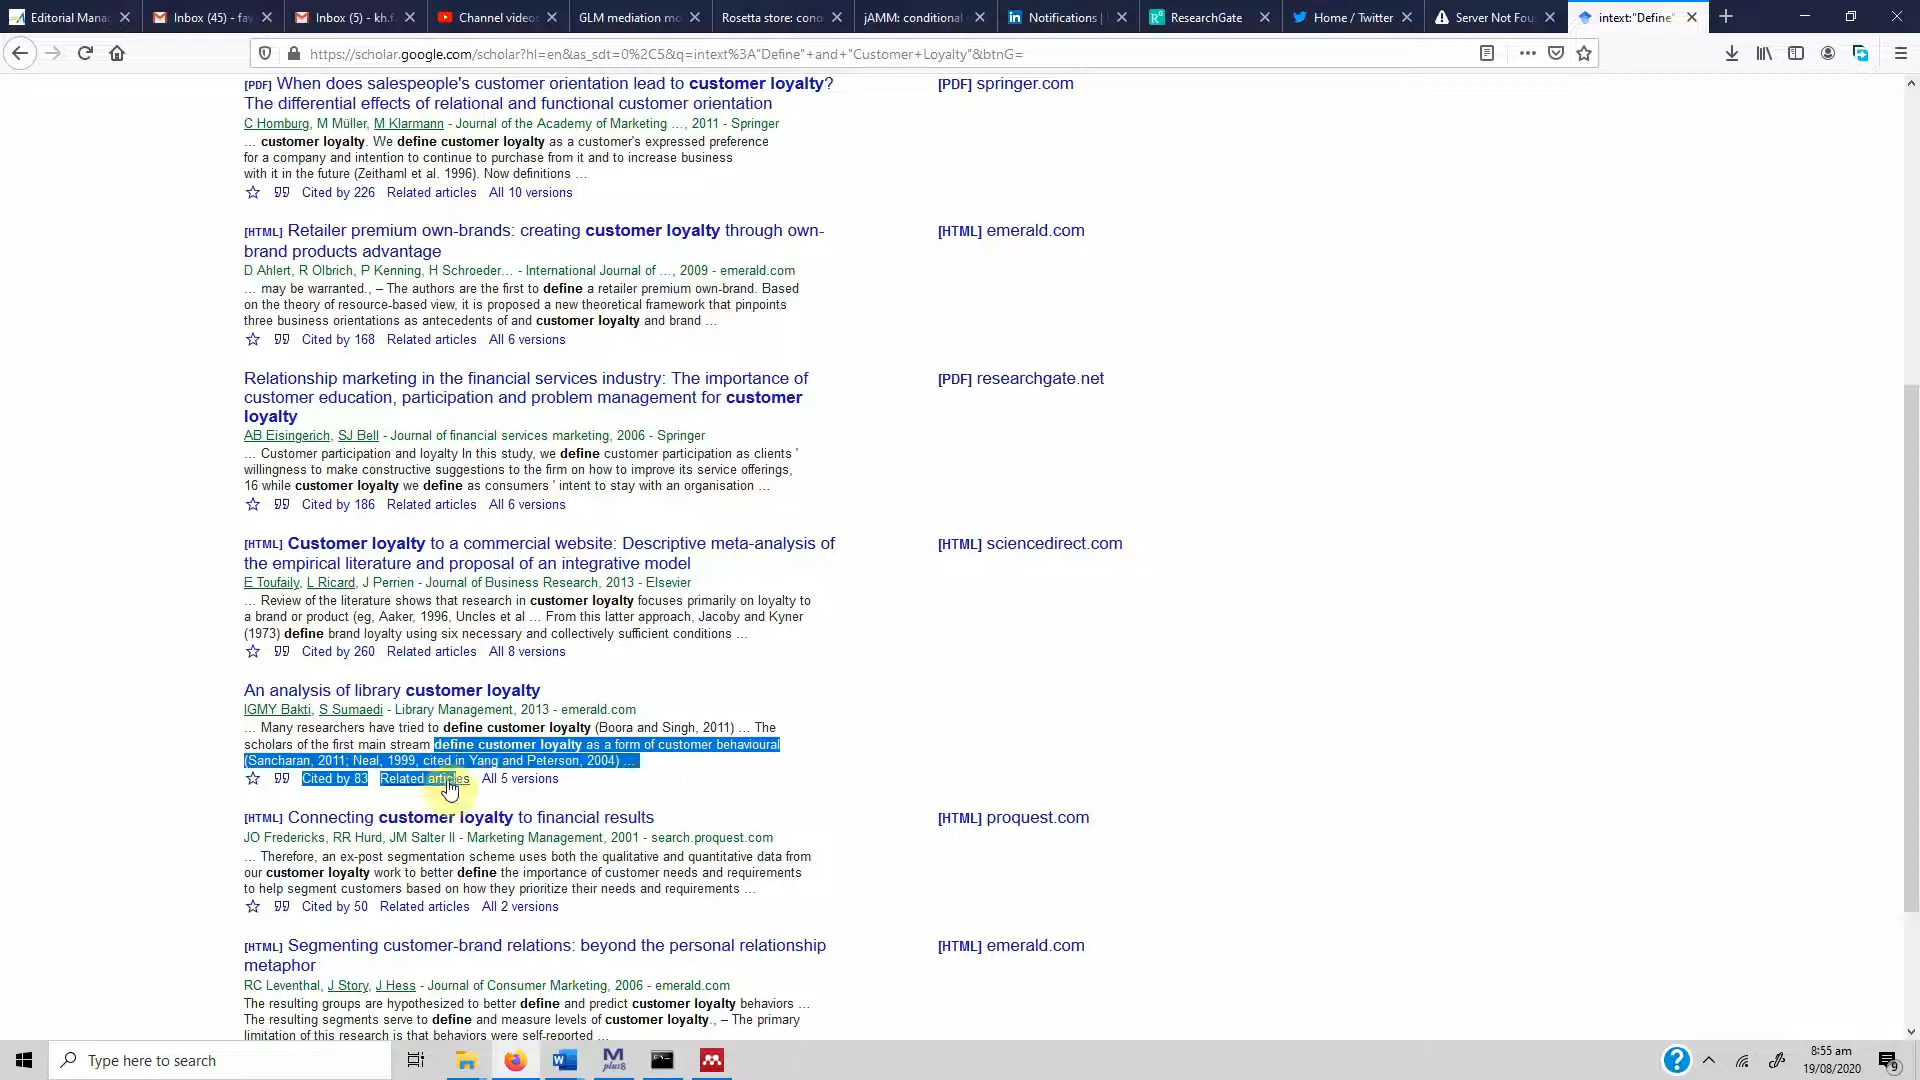 Editorial Mana
Inbox (45) - fav
Inbox (5) - kh.f
Channel videos
GLM mediation mo
Rosetta store: cono
jAMM: conditional
Notifications |
ResearchGate
Home / Twitter
Server Not Fou
intext:"Define"
https://scholar.google.com/scholar?hl=en&as_sdt=0%2C5&q=intext%3A"Define"+and+"Customer+Loyalty"&btnG=
[PDF] When does salespeople's customer orientation lead to customer loyalty?
The differential effects of relational and functional customer orientation
[PDF] springer.com
C Homburg, M Müller, M Klarmann - Journal of the Academy of Marketing …, 2011 - Springer
… customer loyalty. We define customer loyalty as a customer's expressed preference
for a company and intention to continue to purchase from it and to increase business
with it in the future (Zeithaml et al. 1996). Now definitions …
Cited by 226 Related articles All 10 versions
[HTML] Retailer premium own-brands: creating customer loyalty through own-
brand products advantage
[HTML] emerald.com
D Ahlert, R Olbrich, P Kenning, H Schroeder… - International Journal of …, 2009 - emerald.com
… may be warranted., – The authors are the first to define a retailer premium own-brand. Based
on the theory of resource-based view, it is proposed a new theoretical framework that pinpoints
three business orientations as antecedents of and customer loyalty and brand …
Cited by 168 Related articles All 6 versions
Relationship marketing in the financial services industry: The importance of
customer education, participation and problem management for customer
loyalty
[PDF] researchgate.net
AB Eisingerich, SJ Bell - Journal of financial services marketing, 2006 - Springer
… Customer participation and loyalty In this study, we define customer participation as clients '
willingness to make constructive suggestions to the firm on how to improve its service offerings,
16 while customer loyalty we define as consumers ' intent to stay with an organisation …
Cited by 186 Related articles All 6 versions
[HTML] Customer loyalty to a commercial website: Descriptive meta-analysis of
the empirical literature and proposal of an integrative model
[HTML] sciencedirect.com
E Toufaily, L Ricard, J Perrien - Journal of Business Research, 2013 - Elsevier
… Review of the literature shows that research in customer loyalty focuses primarily on loyalty to
a brand or product (eg, Aaker, 1996, Uncles et al … From this latter approach, Jacoby and Kyner
(1973) define brand loyalty using six necessary and collectively sufficient conditions …
Cited by 260 Related articles All 8 versions
An analysis of library customer loyalty
IGMY Bakti, S Sumaedi - Library Management, 2013 - emerald.com
… Many researchers have tried to define customer loyalty (Boora and Singh, 2011) … The
scholars of the first main stream define customer loyalty as a form of customer behavioural
(Sancharan, 2011; Neal, 1999, cited in Yang and Peterson, 2004) …
Cited by 83 Related articles All 5 versions
[HTML] Connecting customer loyalty to financial results
[HTML] proquest.com
JO Fredericks, RR Hurd, JM Salter II - Marketing Management, 2001 - search.proquest.com
… Therefore, an ex-post segmentation scheme uses both the qualitative and quantitative data from
our customer loyalty work to better define the importance of customer needs and requirements
to help segment customers based on how they prioritize their needs and requirements …
Cited by 50 Related articles All 2 versions
[HTML] Segmenting customer-brand relations: beyond the personal relationship
metaphor
[HTML] emerald.com
RC Leventhal, J Story, J Hess - Journal of Consumer Marketing, 2006 - emerald.com
The resulting groups are hypothesized to better define and predict customer loyalty behaviors …
The resulting segments serve to define and measure levels of customer loyalty., – The primary
limitation of this research is that behaviors were self-reported …
Type here to search
8:55 am
19/08/2020
9